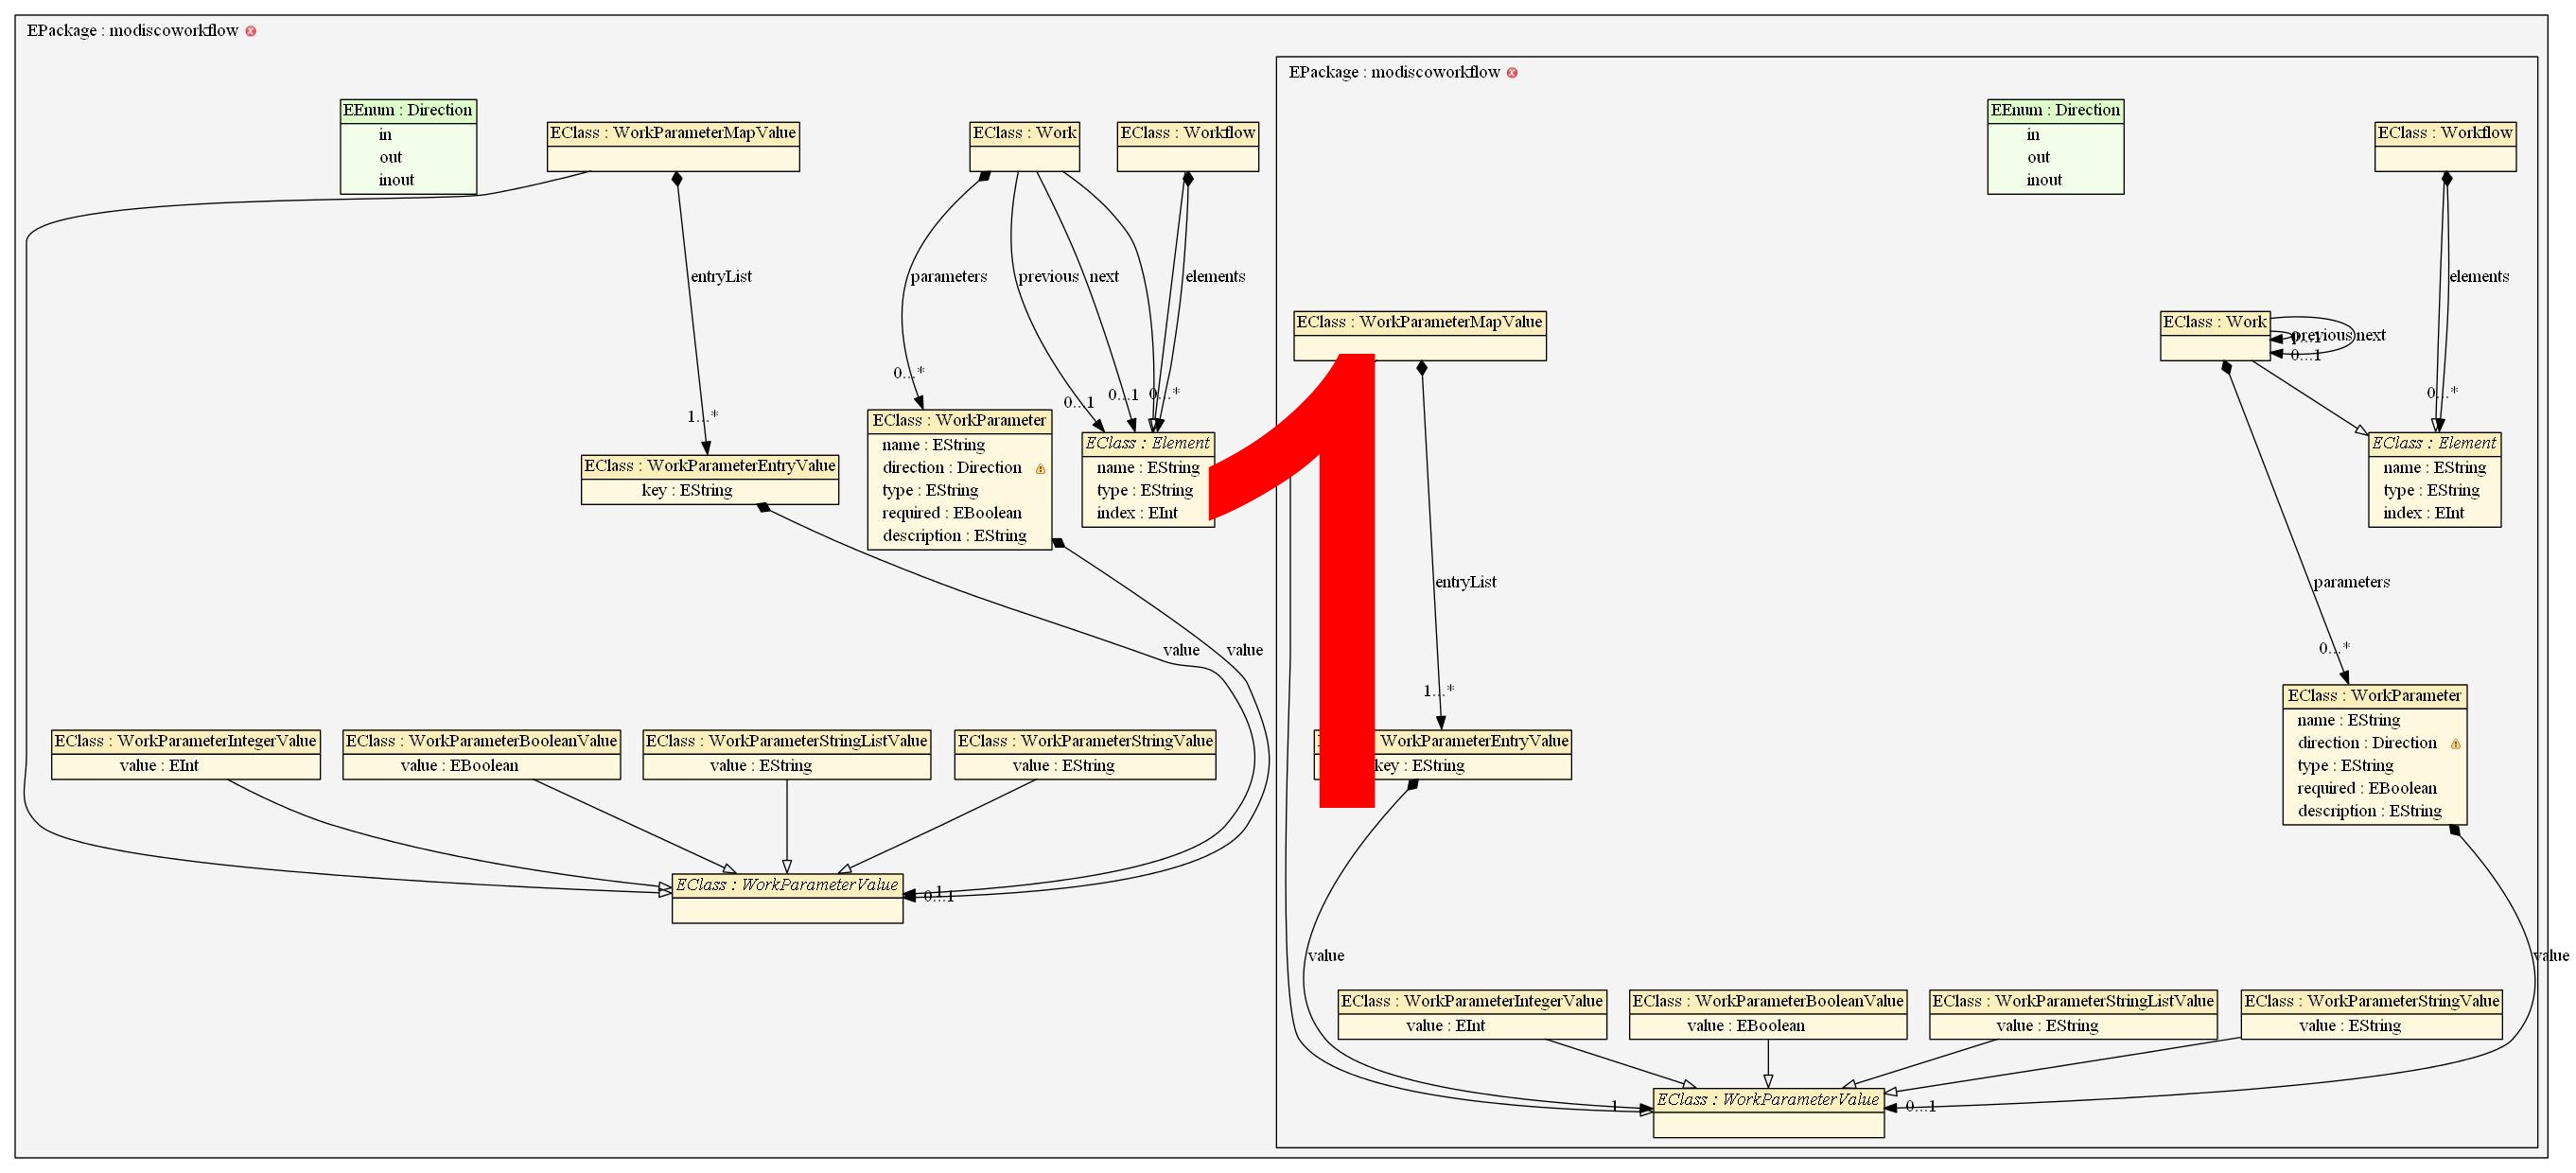 EPackage : modiscoworkflow
EEnum : Direction
in
out
inout
EClass : WorkParameterMapValue
EClass : Work
EClass : Workflow
entryList
parameters
previous
next
elements
0...*
1...*
0...1
0...1
0...*
EClass : WorkParameterEntryValue
key : EString
EClass : WorkParameter
name : EString
direction : Direction
type : EString
required : EBoolean
description : EString
EClass : Element
name : EString
type : EString
index : EInt
value
value
EClass : WorkParameterIntegerValue
value : EInt
EClass : WorkParameterBooleanValue
value : EBoolean
EClass : WorkParameterStringListValue
value : EString
EClass : WorkParameterStringValue
value : EString
EClass : WorkParameterValue
1
0...1
1
EPackage : modiscoworkflow
EEnum : Direction
in
out
inout
EClass : Workflow
elements
EClass : WorkParameterMapValue
EClass : Work
previous
next
0...1
0...1
0...*
EClass : Element
name : EString
type : EString
index : EInt
entryList
parameters
1...*
0...*
WorkParameterEntryValue
key : EString
EClass : WorkParameter
name : EString
direction : Direction
type : EString
required : EBoolean
description : EString
value
value
EClass : WorkParameterIntegerValue
value : EInt
EClass : WorkParameterBooleanValue
value : EBoolean
EClass : WorkParameterStringListValue
value : EString
EClass : WorkParameterStringValue
value : EString
1
EClass : WorkParameterValue
0...1